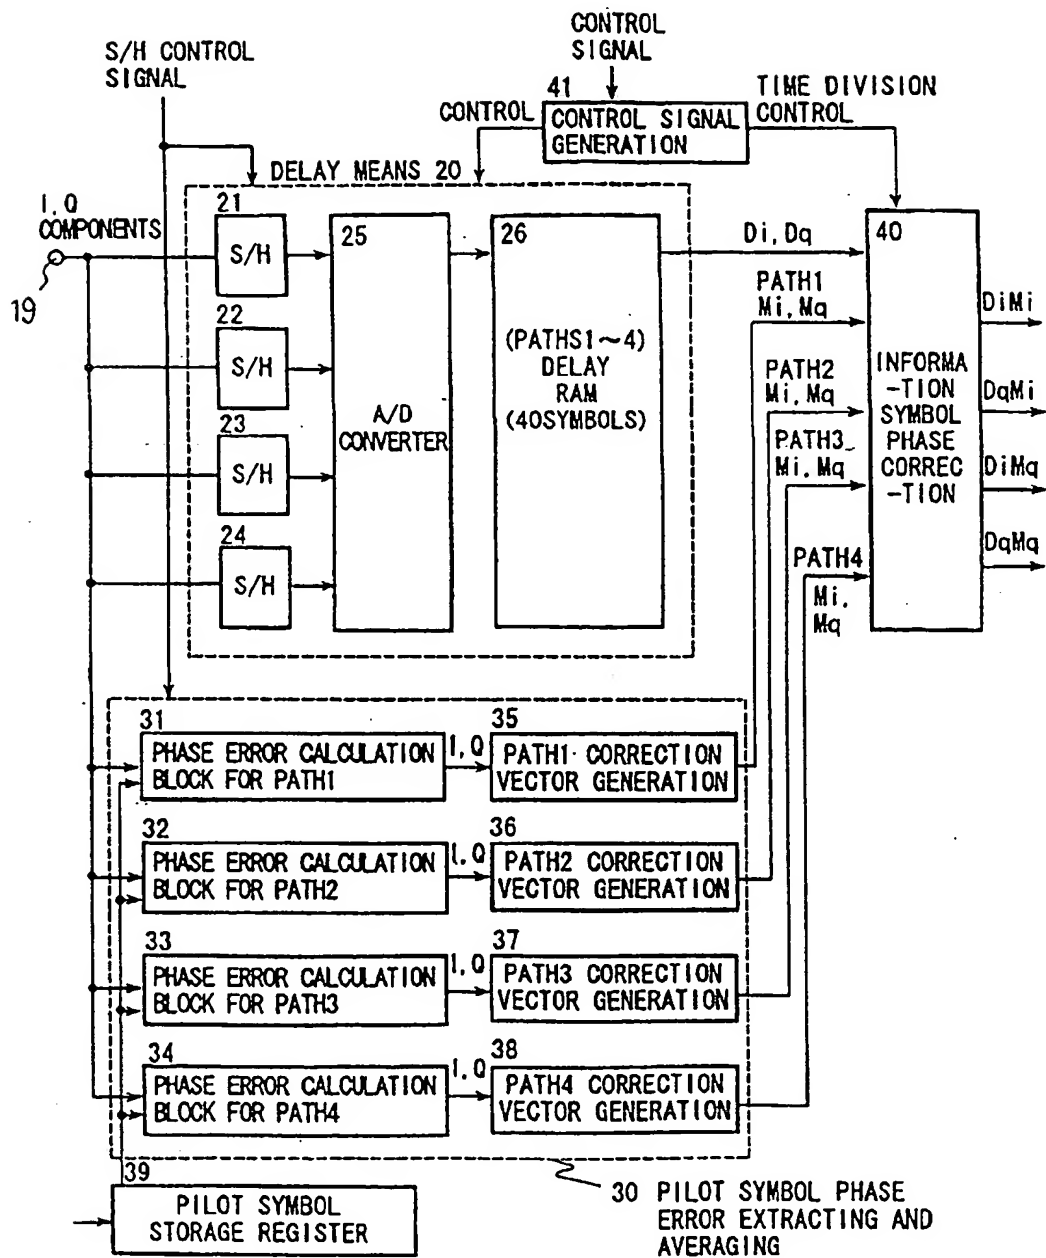 S/H CONTROL
SIGNAL
CONTROL
SIGNAL
41
CONTROL
CONTROL SIGNAL
GENERATION
TIME DIVISION
CONTROL
DELAY MEANS 20
I,Q
COMPONENTS
19
21
S/H
22
S/H
23
S/H
24
S/H
25
A/D
CONVERTER
26
(PATHS1~4)
DELAY
RAM
(40SYMBOLS)
Di,Dq
PATH1
Mi,Mq
PATH2
Mi,Mq
PATH3
Mi,Mq
PATH4
Mi,
Mq
40
INFORMA
-TION
SYMBOL
PHASE
CORREC
-TION
DiMi
DqMi
DiMq
DqMq
31
PHASE ERROR CALCULATION
BLOCK FOR PATH1
I,Q
35
PATH1 CORRECTION
VECTOR GENERATION
32
PHASE ERROR CALCULATION
BLOCK FOR PATH2
I,Q
36
PATH2 CORRECTION
VECTOR GENERATION
33
PHASE ERROR CALCULATION
BLOCK FOR PATH3
I,Q
37
PATH3 CORRECTION
VECTOR GENERATION
34
PHASE ERROR CALCULATION
BLOCK FOR PATH4
I,Q
38
PATH4 CORRECTION
VECTOR GENERATION
39
PILOT SYMBOL
STORAGE REGISTER
30 PILOT SYMBOL PHASE
ERROR EXTRACTING AND
AVERAGING